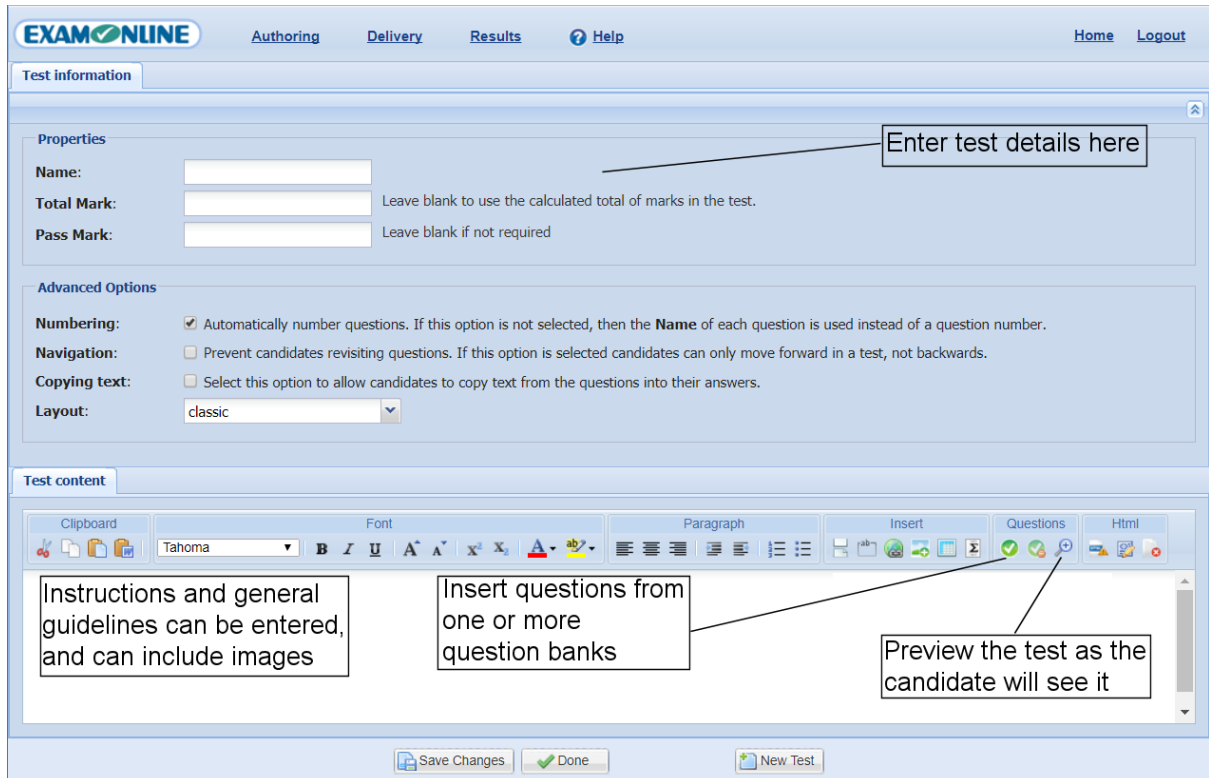 EXAMONLINE Authoring Delivery Results Help Home Logout
Test information
Properties
Enter test details here
Name:
Total Mark: Leave blank to use the calculated total of marks in the test.
Pass Mark: Leave blank if not required
Advanced Options
Numbering: Automatically number questions. If this option is not selected, then the Name of each question is used instead of a question number.
Navigation: Prevent candidates revisiting questions. If this option is selected candidates can only move forward in a test, not backwards.
Copying text: Select this option to allow candidates to copy text from the questions into their answers.
Layout: classic
Test content
Clipboard Font Paragraph Insert Questions Html
Tahoma B I U A A x² X₂ A ab ab Σ
Instructions and general
guidelines can be entered,
and can include images
Insert questions from
one or more
question banks
Preview the test as the
candidate will see it
Save Changes Done New Test